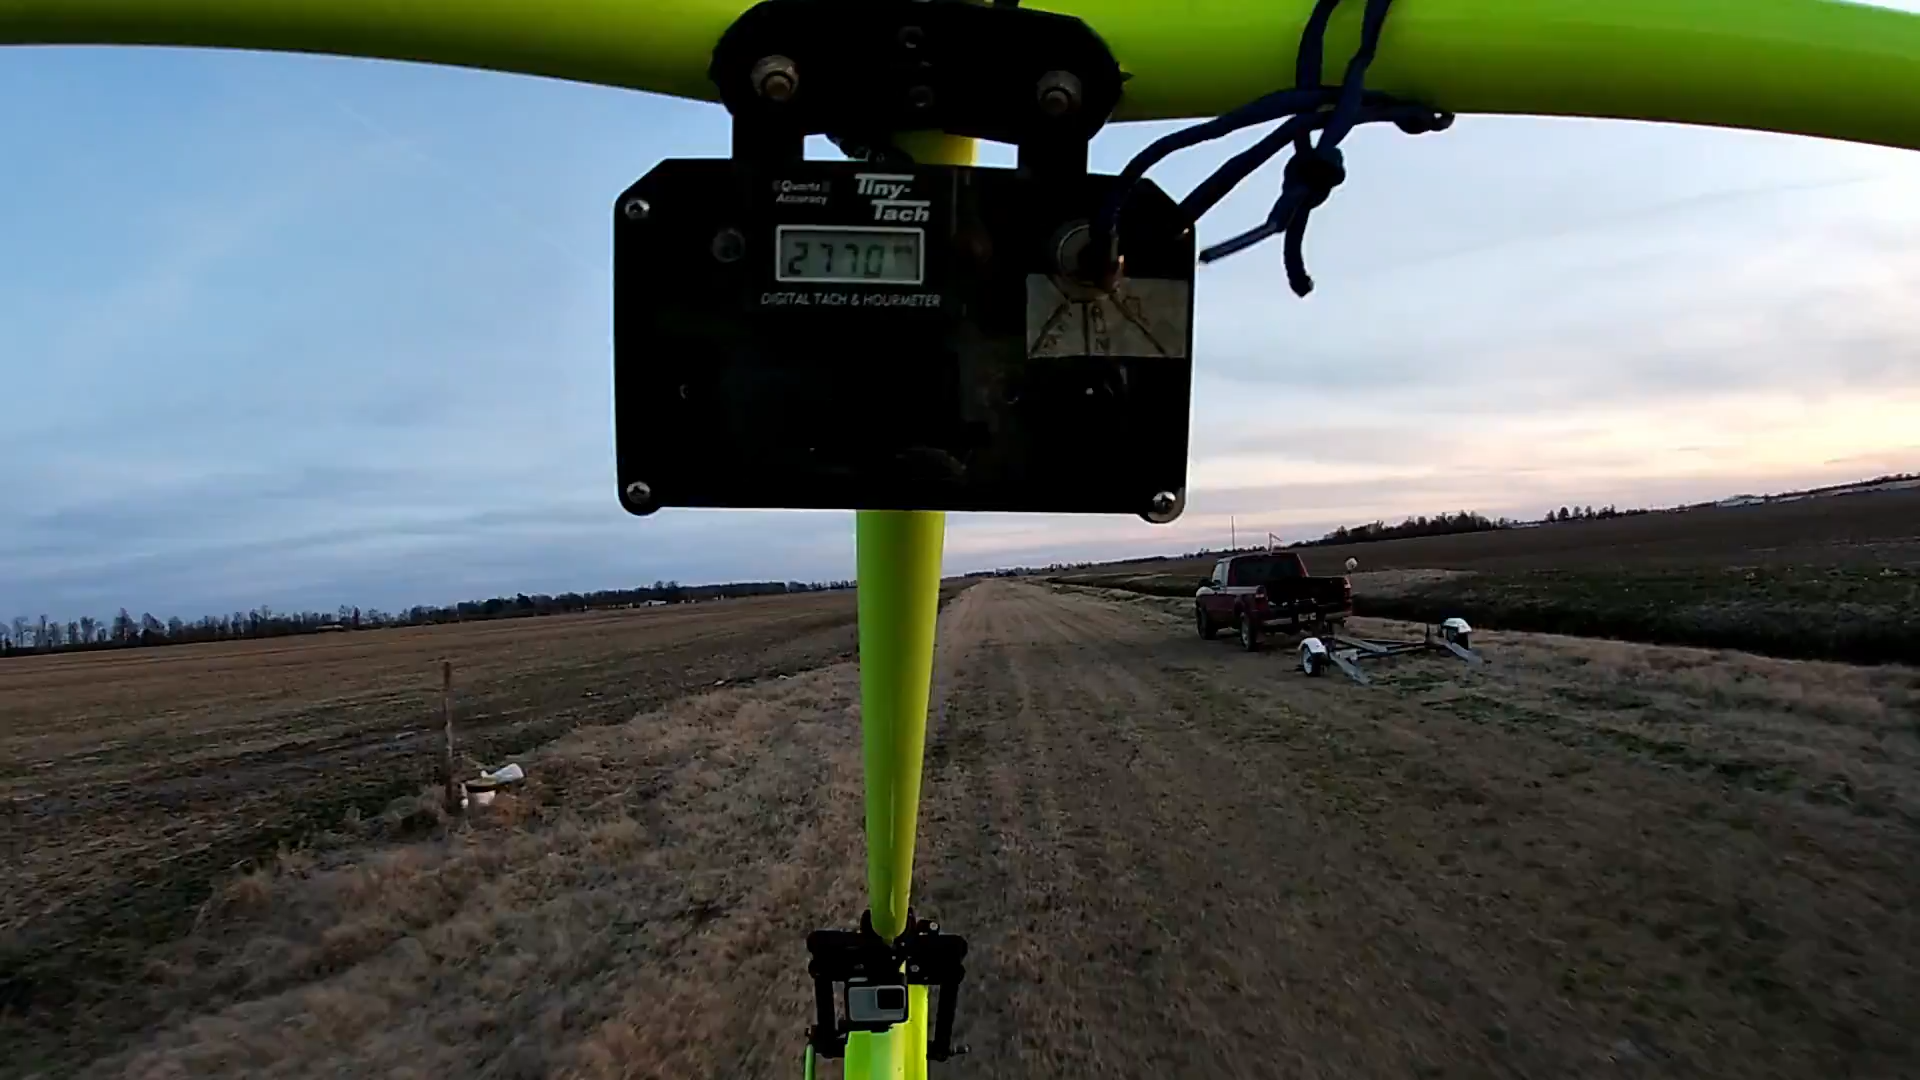 Quartz
Accuracy
Tiny-
Tach
2770
DIGITAL TACH & HOURMETER